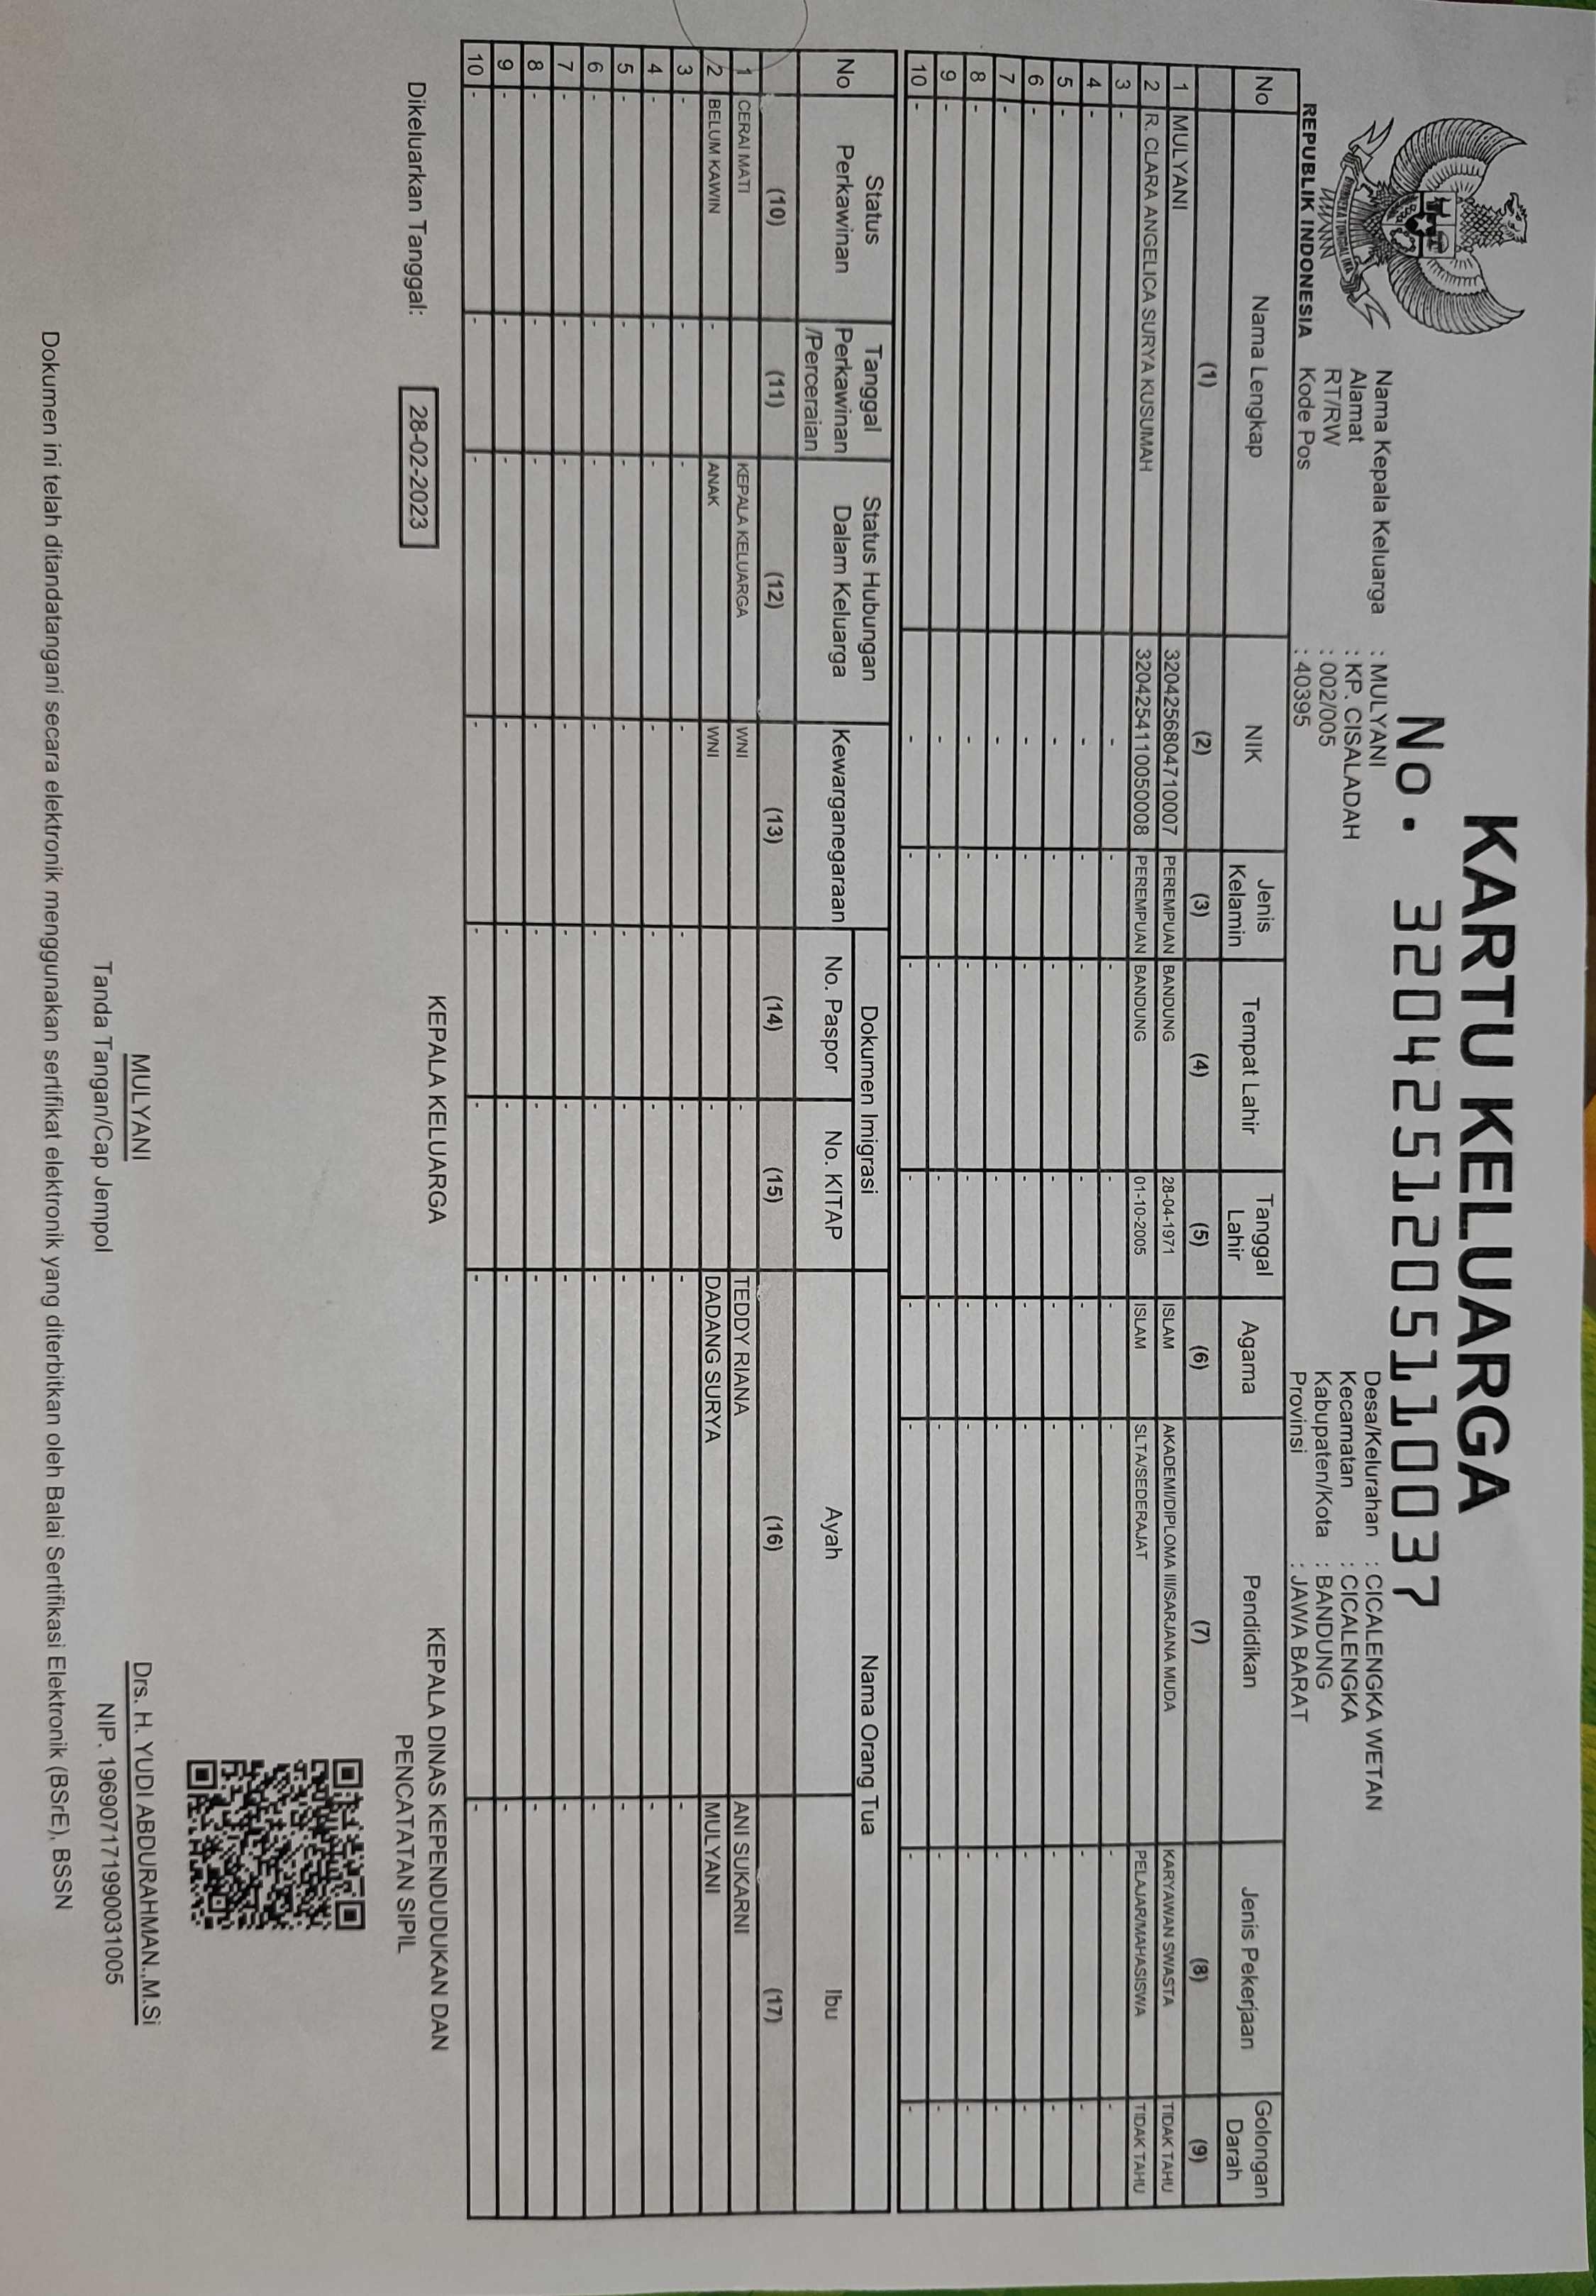 KARTU KELUARGA
No. 3204251205110037
REPUBLIK INDONESIA
Nama Kepala Keluarga : MULYANI
Alamat : KP. CISALADAH
RT/RW : 002/005
Kode Pos : 40395
Desa/Kelurahan : CICALENGKA WETAN
Kecamatan : CICALENGKA
Kabupaten/Kota : BANDUNG
Provinsi : JAWA BARAT
No Nama Lengkap NIK Jenis Kelamin Tempat Lahir Tanggal Lahir Agama Pendidikan Jenis Pekerjaan Golongan Darah
(1) (2) (3) (4) (5) (6) (7) (8) (9)
1 MULYANI 3204256804710007 PEREMPUAN BANDUNG 28-04-1971 ISLAM AKADEMI/DIPLOMA III/SARJANA MUDA KARYAWAN SWASTA TIDAK TAHU
2 R. CLARA ANGELICA SURYA KUSUMAH 3204254110050008 PEREMPUAN BANDUNG 01-10-2005 ISLAM SLTA/SEDERAJAT PELAJAR/MAHASISWA TIDAK TAHU
3 - - - - - - - - -
4 - - - - - - - - -
5 - - - - - - - - -
6 - - - - - - - - -
7 - - - - - - - - -
8 - - - - - - - - -
9 - - - - - - - - -
10 - - - - - - - - -
No Status Perkawinan Tanggal Perkawinan /Perceraian Status Hubungan Dalam Keluarga Kewarganegaraan Dokumen Imigrasi Nama Orang Tua
No. Paspor No. KITAP Ayah Ibu
(10) (11) (12) (13) (14) (15) (16) (17)
1 CERAI MATI KEPALA KELUARGA WNI - TEDDY RIANA ANI SUKARNI
2 BELUM KAWIN - ANAK WNI - DADANG SURYA MULYANI
3 - - - - - - - -
4 - - - - - - - -
5 - - - - - - - -
6 - - - - - - - -
7 - - - - - - - -
8 - - - - - - - -
9 - - - - - - - -
10 - - - - - - - -
Dikeluarkan Tanggal: 28-02-2023
KEPALA KELUARGA
MULYANI
Tanda Tangan/Cap Jempol
KEPALA DINAS KEPENDUDUKAN DAN
PENCATATAN SIPIL
Drs. H. YUDI ABDURAHMAN.,M.Si
NIP. 196907171990031005
Dokumen ini telah ditandatangani secara elektronik menggunakan sertifikat elektronik yang diterbitkan oleh Balai Sertifikasi Elektronik (BSrE), BSSN